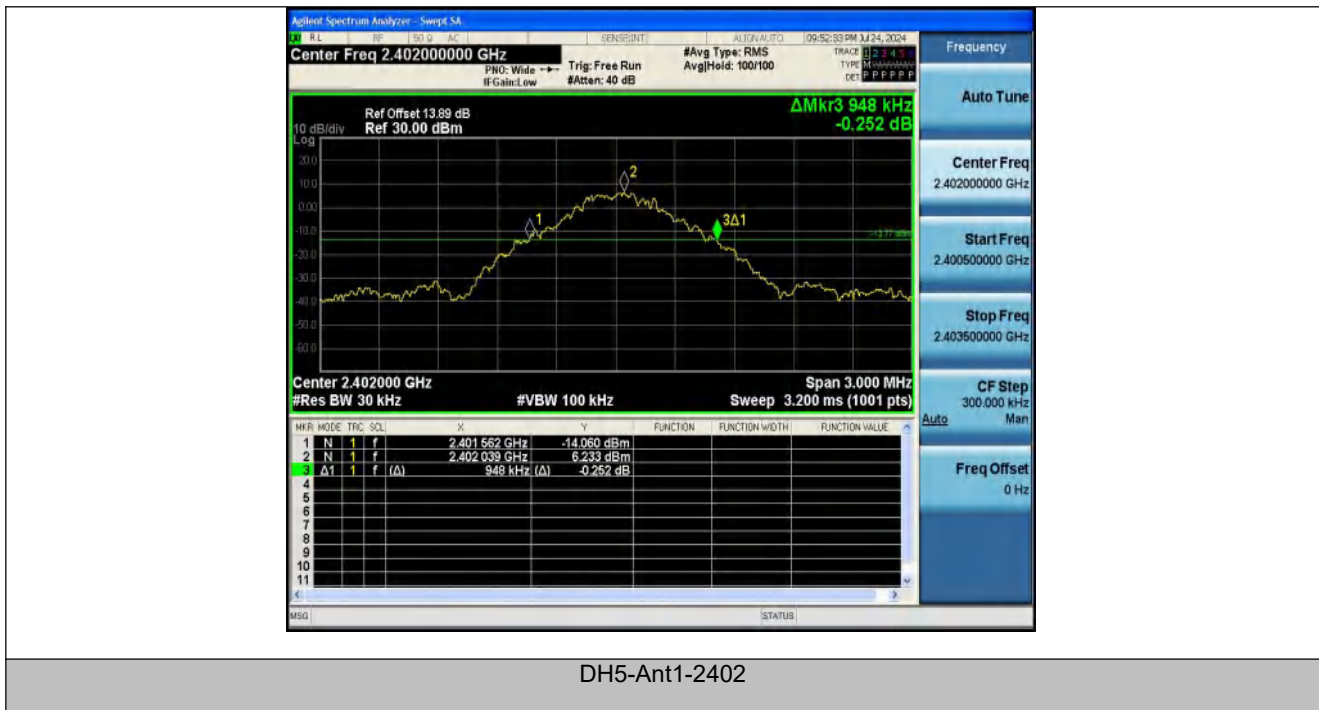 Agilent Spectrum Analyzer - Swept SA
RL RF 50 Ω AC SENSE:INT ALIGN AUTO 09:52:33 PM Jul 24, 2024
Center Freq 2.402000000 GHz
#Avg Type: RMS
TRACE 1 2 3 4 5 6
PNO: Wide Trig: Free Run Avg|Hold: 100/100
TYPE M
IFGain:Low #Atten: 40 dB
DET P P P P P P
Frequency
Auto Tune
Center Freq
2.402000000 GHz
Start Freq
2.400500000 GHz
Stop Freq
2.403500000 GHz
CF Step
300.000 kHz
Auto Man
Freq Offset
0 Hz
ΔMkr3 948 kHz
-0.252 dB
Ref Offset 13.89 dB
10 dB/div Ref 30.00 dBm
Log
20.0
10.0
0.00
-10.0
-20.0
-30.0
-40.0
-50.0
-60.0
1
2
3Δ1
-13.77 dBm
Center 2.402000 GHz Span 3.000 MHz
#Res BW 30 kHz #VBW 100 kHz Sweep 3.200 ms (1001 pts)
MKR MODE TRC SCL X Y FUNCTION FUNCTION WIDTH FUNCTION VALUE
1 N 1 f 2.401 562 GHz -14.060 dBm
2 N 1 f 2.402 039 GHz 6.233 dBm
3 Δ1 1 f (Δ) 948 kHz (Δ) -0.252 dB
4
5
6
7
8
9
10
11
MSG STATUS
DH5-Ant1-2402